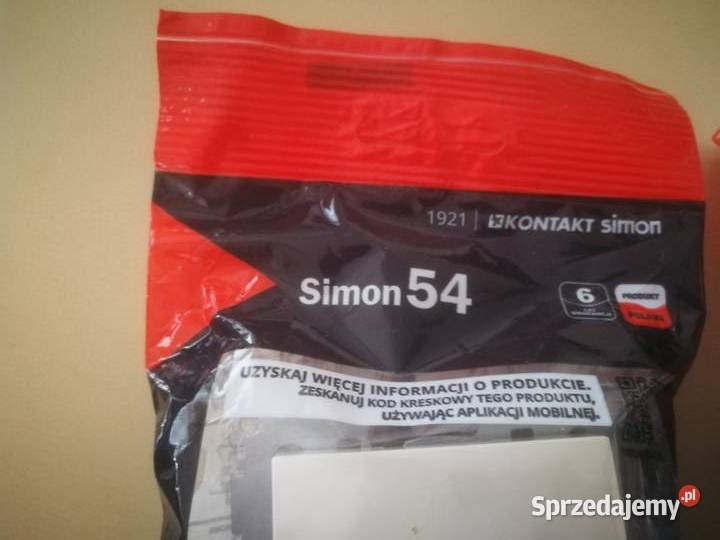 1921 | KONTAKT simon
Simon 54
6
PRODUKT
POLSKI
UZYSKAJ WIĘCEJ INFORMACJI O PRODUKCIE.
ZESKANUJ KOD KRESKOWY TEGO PRODUKTU,
UŻYWAJĄC APLIKACJI MOBILNEJ.
Sprzedajemy.pl